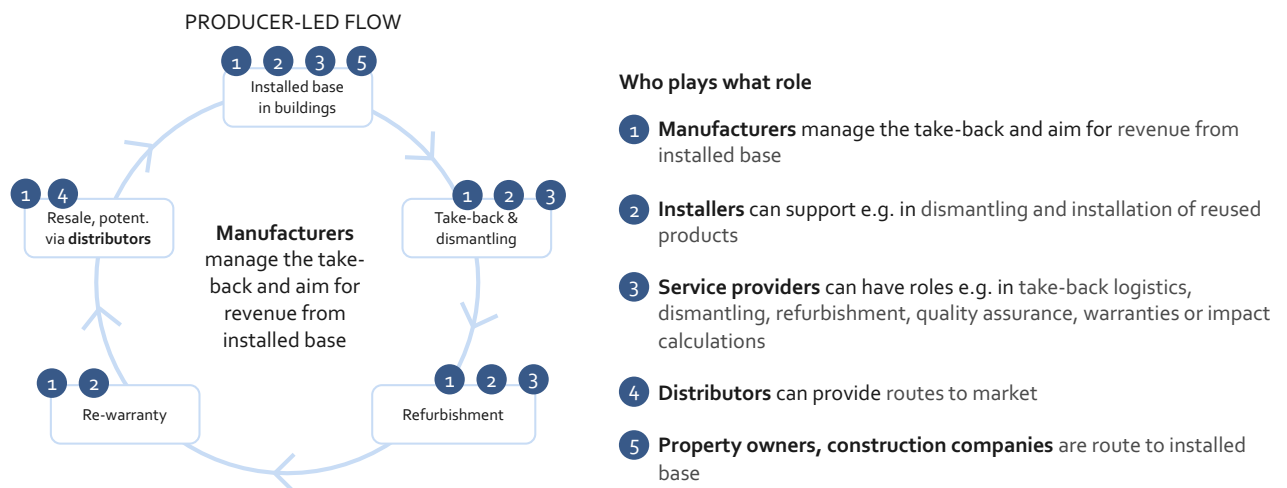 PRODUCER-LED FLOW
1 2 3 5
Installed base
in buildings
1 2 3
Take-back &
dismantling
1 2 3
Refurbishment
1 2
Re-warranty
1 4
Resale, potent.
via distributors
Manufacturers
manage the take-
back and aim for
revenue from
installed base
Who plays what role
1 Manufacturers manage the take-back and aim for revenue from
installed base
2 Installers can support e.g. in dismantling and installation of reused
products
3 Service providers can have roles e.g. in take-back logistics,
dismantling, refurbishment, quality assurance, warranties or impact
calculations
4 Distributors can provide routes to market
5 Property owners, construction companies are route to installed
base